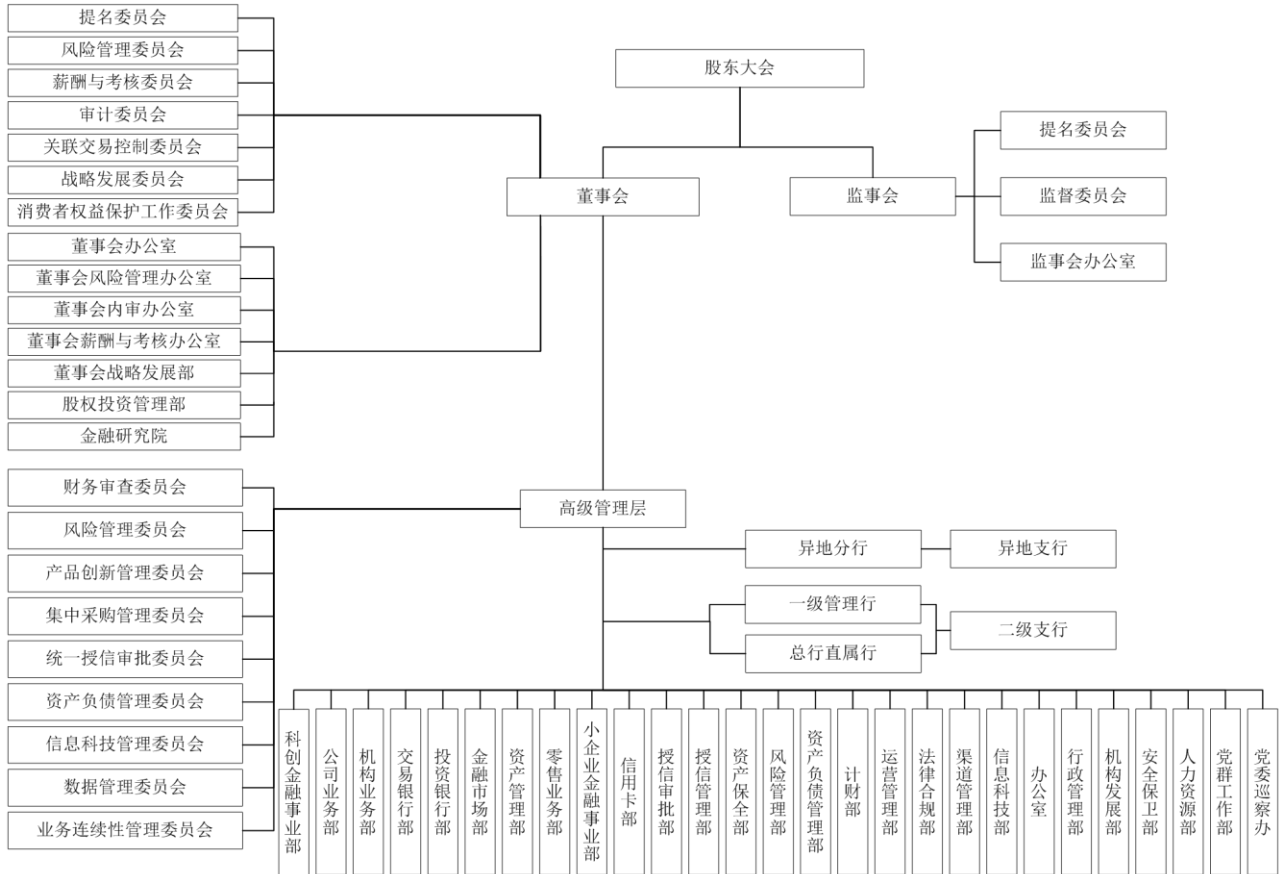 股东大会
董事会
监事会
提名委员会
监督委员会
监事会办公室
提名委员会
风险管理委员会
薪酬与考核委员会
审计委员会
关联交易控制委员会
战略发展委员会
消费者权益保护工作委员会
董事会办公室
董事会风险管理办公室
董事会内审办公室
董事会薪酬与考核办公室
董事会战略发展部
股权投资管理部
金融研究院
高级管理层
财务审查委员会
风险管理委员会
产品创新管理委员会
集中采购管理委员会
统一授信审批委员会
资产负债管理委员会
信息科技管理委员会
数据管理委员会
业务连续性管理委员会
异地分行
异地支行
一级管理行
总行直属行
二级支行
科创金融事业部
公司业务部
机构业务部
交易银行部
投资银行部
金融市场部
资产管理部
零售业务部
小企业金融事业部
信用卡部
授信审批部
授信管理部
资产保全部
风险管理部
资产负债管理部
计财部
运营管理部
法律合规部
渠道管理部
信息科技部
办公室
行政管理部
机构发展部
安全保卫部
人力资源部
党群工作部
党委巡察办